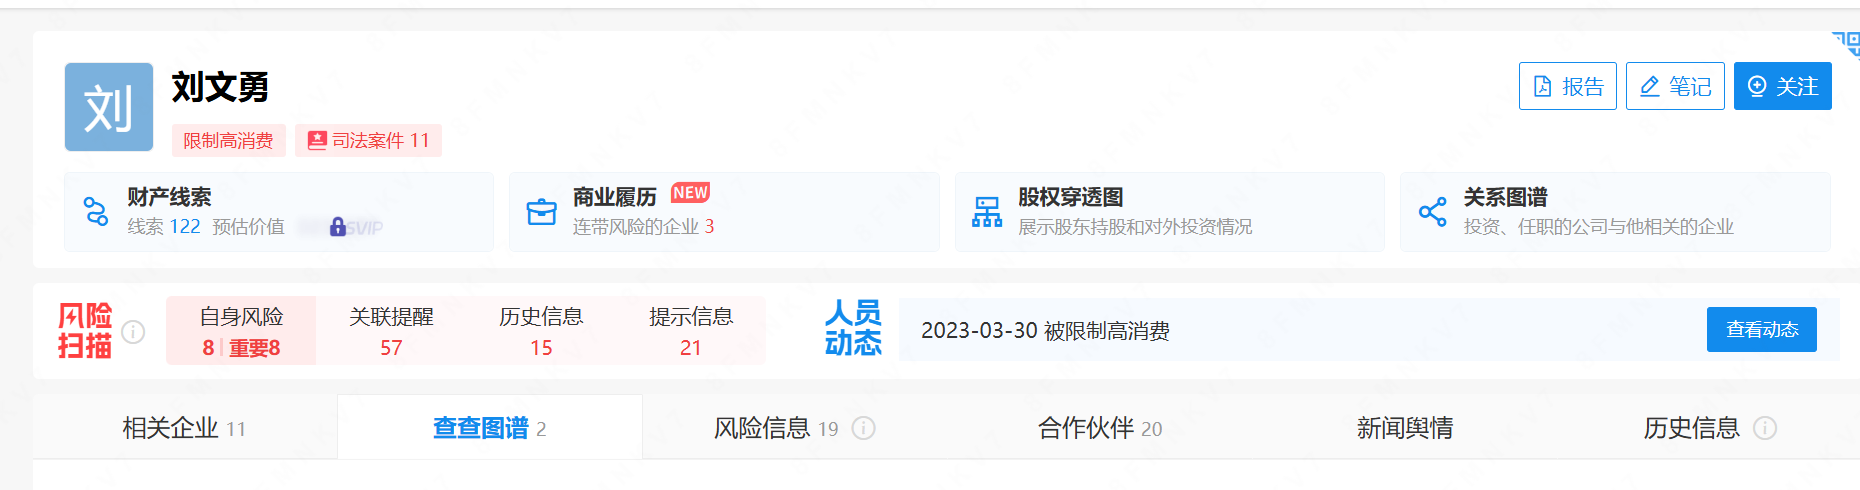 刘
刘文勇
限制高消费 司法案件 11
报告 笔记 关注
财产线索
线索 122 预估价值 SVIP
商业履历 NEW
连带风险的企业 3
股权穿透图
展示股东持股和对外投资情况
关系图谱
投资、任职的公司与他相关的企业
风险
扫描
自身风险 关联提醒 历史信息 提示信息
8 | 重要8 57 15 21
人员
动态
2023-03-30 被限制高消费 查看动态
相关企业 11 查查图谱 2 风险信息 19 合作伙伴 20 新闻舆情 历史信息